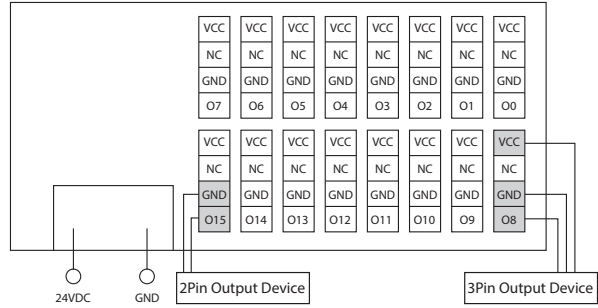 VCC VCC VCC VCC VCC VCC VCC VCC
NC NC NC NC NC NC NC NC
GND GND GND GND GND GND GND GND
O7 O6 O5 O4 O3 O2 O1 O0
VCC VCC VCC VCC VCC VCC VCC VCC
NC NC NC NC NC NC NC NC
GND GND GND GND GND GND GND GND
O15 O14 O13 O12 O11 O10 O9 O8
24VDC GND 2Pin Output Device 3Pin Output Device